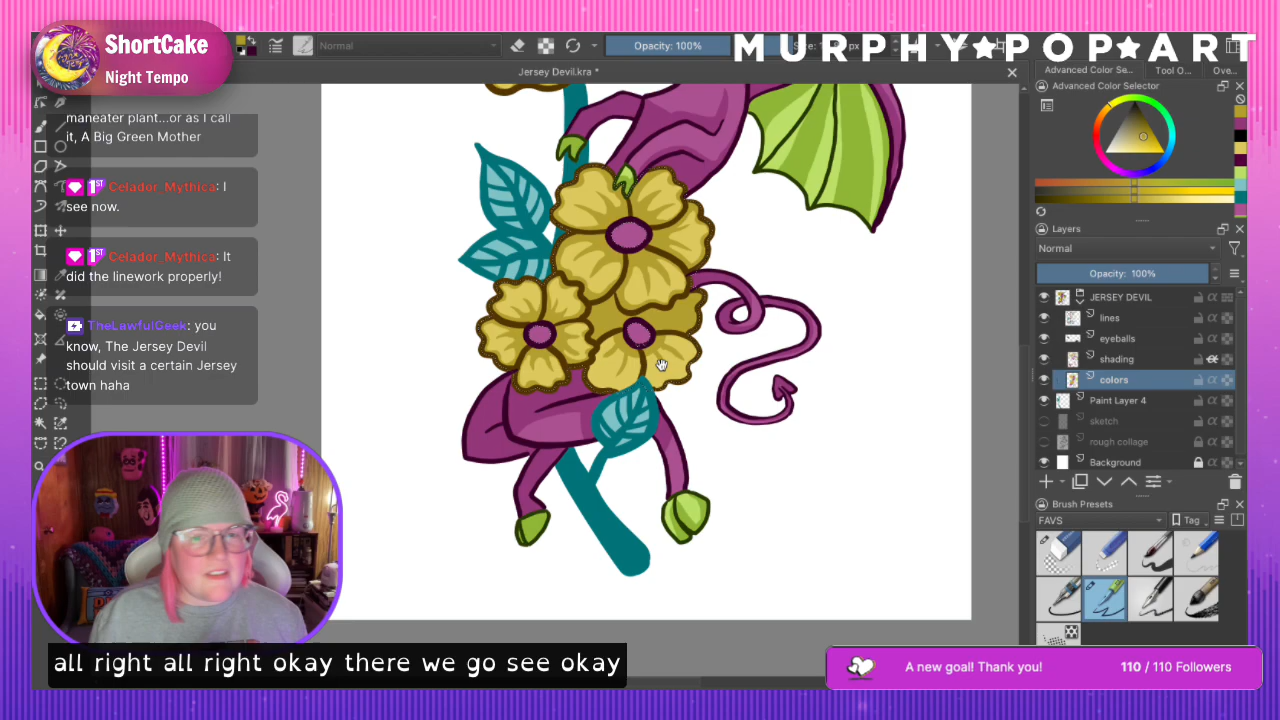 ShortCake
Night Tempo
MURPHY★POP★ART
Normal
Opacity: 100%
Jersey Devil.kra *
maneater plant...or as I call
it, A Big Green Mother
1ST Celador_Mythica: I
see now.
1ST Celador_Mythica: It
did the linework properly!
TheLawfulGeek: you
know, The Jersey Devil
should visit a certain Jersey
town haha
Advanced Color Se...
Tool O...
Ove...
Advanced Color Selector
Layers
Normal
Opacity: 100%
JERSEY DEVIL
lines
eyeballs
shading
colors
Paint Layer 4
sketch
rough collage
Background
Brush Presets
FAVS
Tag
all right all right okay there we go see okay
A new goal! Thank you!
110 / 110 Followers